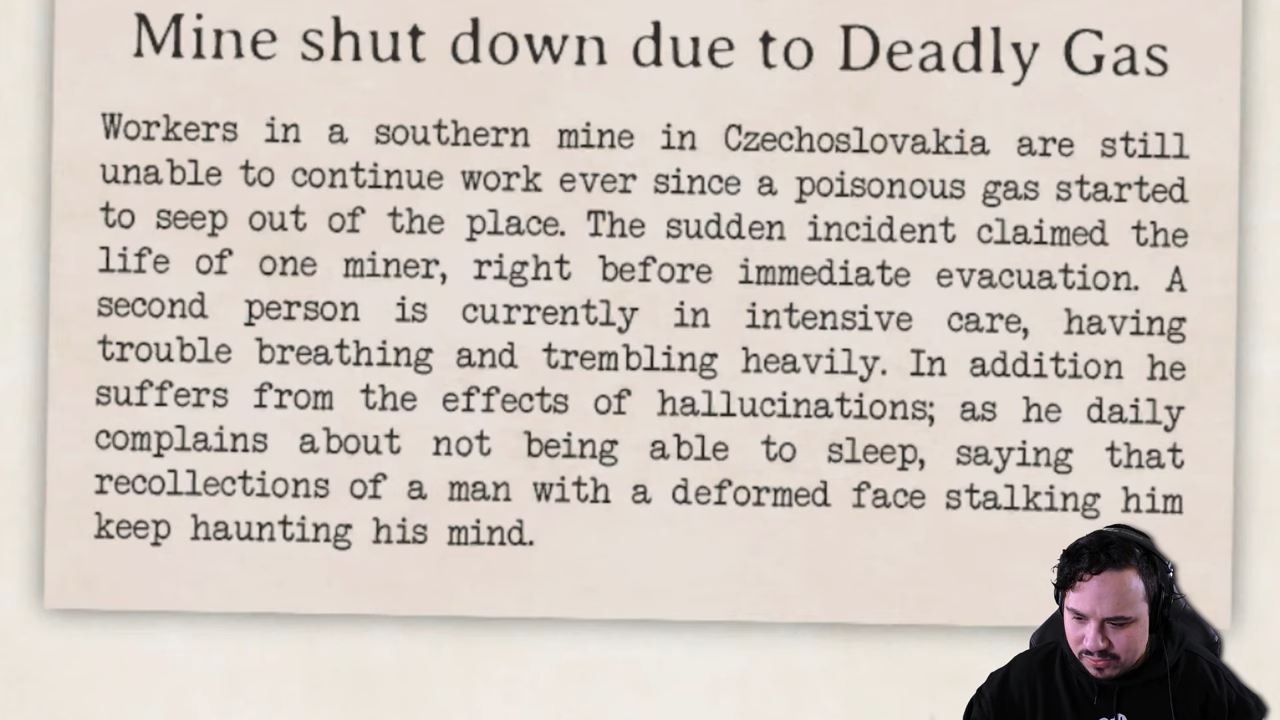 Mine shut down due to Deadly Gas
Workers in a southern mine in Czechoslovakia are still
unable to continue work ever since a poisonous gas started
to seep out of the place. The sudden incident claimed the
life of one miner, right before immediate evacuation. A
second person is currently in intensive care, having
trouble breathing and trembling heavily. In addition he
suffers from the effects of hallucinations; as he daily
complains about not being able to sleep, saying that
recollections of a man with a deformed face stalking him
keep haunting his mind.